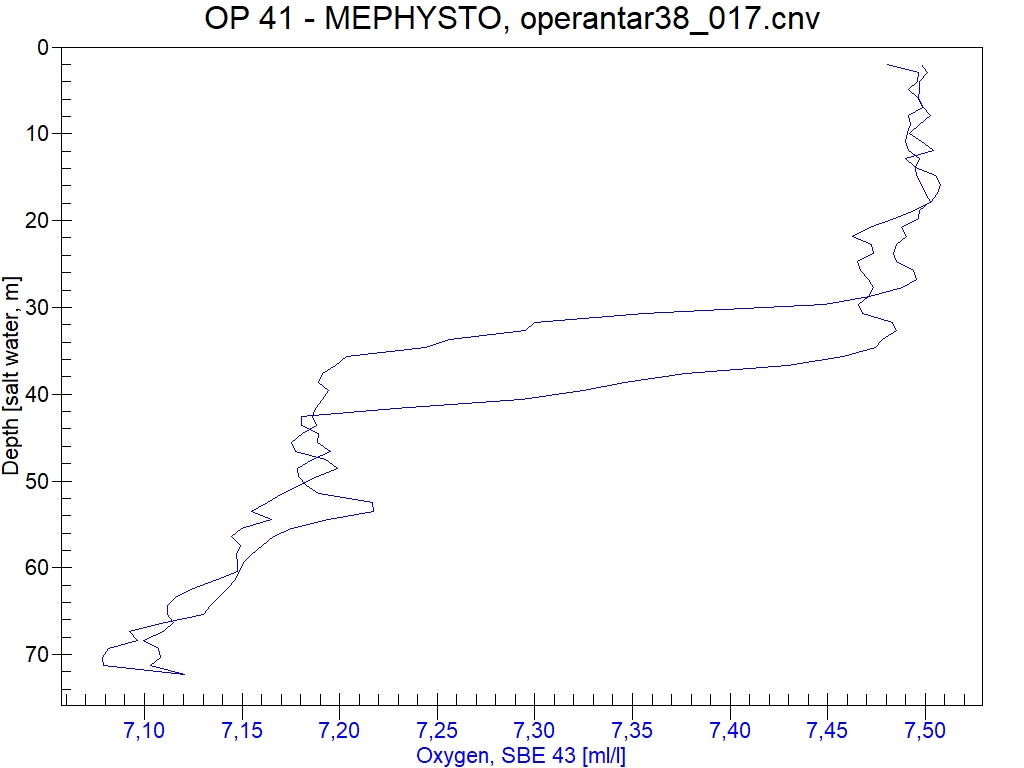 OP 41 - MEPHYSTO, operantar38_017.cnv
0
10
20
30
40
50
60
70
Depth [salt water, m]
7,10 7,15 7,20 7,25 7,30 7,35 7,40 7,45 7,50
Oxygen, SBE 43 [ml/l]